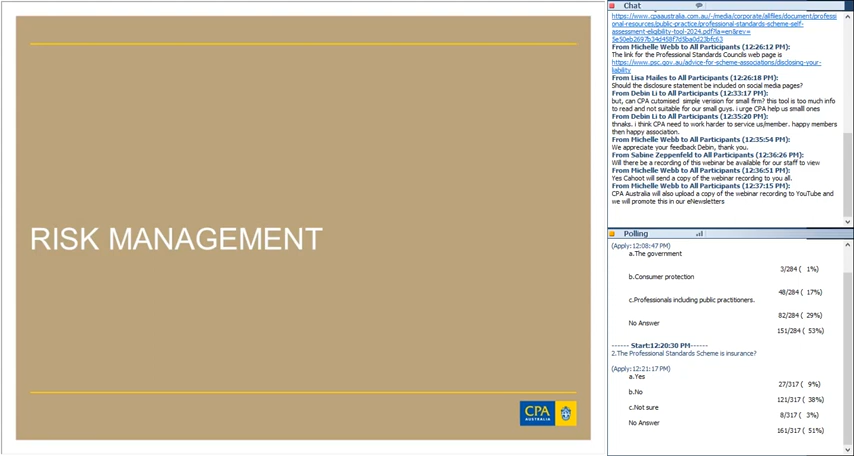 RISK MANAGEMENT
CPA
AUSTRALIA
Chat
https://www.cpaaustralia.com.au/-/media/corporate/allfiles/document/professi
onal-resources/public-practice/professional-standards-scheme-self-
assessment-eligibility-tool-2024.pdf?la=en&rev=
5e50eb2697b34d458f7d5ba0d23bfc63
From Michelle Webb to All Participants (12:26:12 PM):
The link for the Professional Standards Councils web page is
https://www.psc.gov.au/advice-for-scheme-associations/disclosing-your-
liability
From Lisa Mailes to All Participants (12:26:18 PM):
Should the disclosure statement be included on social media pages?
From Debin Li to All Participants (12:33:17 PM):
but, can CPA cutomised simple version for small firm? this tool is too much info
to read and not suitable for our small guys. i urge CPA help us small ones
From Debin Li to All Participants (12:35:20 PM):
thnaks. i think CPA need to work harder to service us/member. happy members
then happy association.
From Michelle Webb to All Participants (12:35:54 PM):
We appreciate your feedback Debin, thank you.
From Sabine Zeppenfeld to All Participants (12:36:26 PM):
Will there be a recording of this webinar be available for our staff to view
From Michelle Webb to All Participants (12:36:51 PM):
Yes Cahoot will send a copy of the webinar recording to you all.
From Michelle Webb to All Participants (12:37:15 PM):
CPA Australia will also upload a copy of the webinar recording to YouTube and
we will promote this in our eNewsletters
Polling
(Apply:12:08:47 PM)
a.The government
3/284 ( 1%)
b.Consumer protection
48/284 ( 17%)
c.Professionals including public practitioners.
82/284 ( 29%)
No Answer
151/284 ( 53%)
------ Start:12:20:30 PM------
2.The Professional Standards Scheme is insurance?
(Apply:12:21:17 PM)
a.Yes
27/317 ( 9%)
b.No
121/317 ( 38%)
c.Not sure
8/317 ( 3%)
No Answer
161/317 ( 51%)